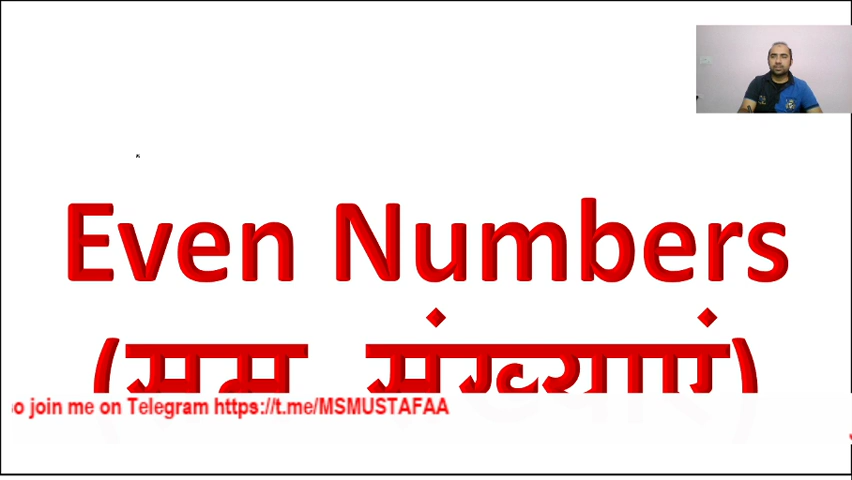 Even Numbers
(सम संख्याएं)
o join me on Telegram https://t.me/MSMUSTAFAA